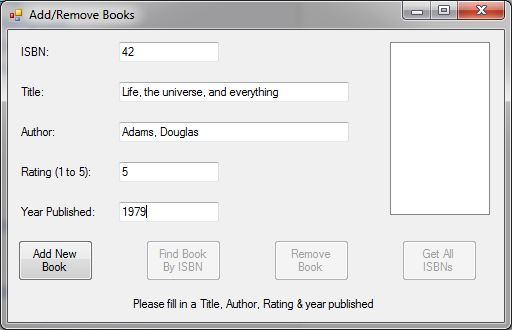 Add/Remove Books
ISBN: 42
Title: Life, the universe, and everything
Author: Adams, Douglas
Rating (1 to 5): 5
Year Published: 1979
Add New
Book
Find Book
By ISBN
Remove
Book
Get All
ISBNs
Please fill in a Title, Author, Rating & year published